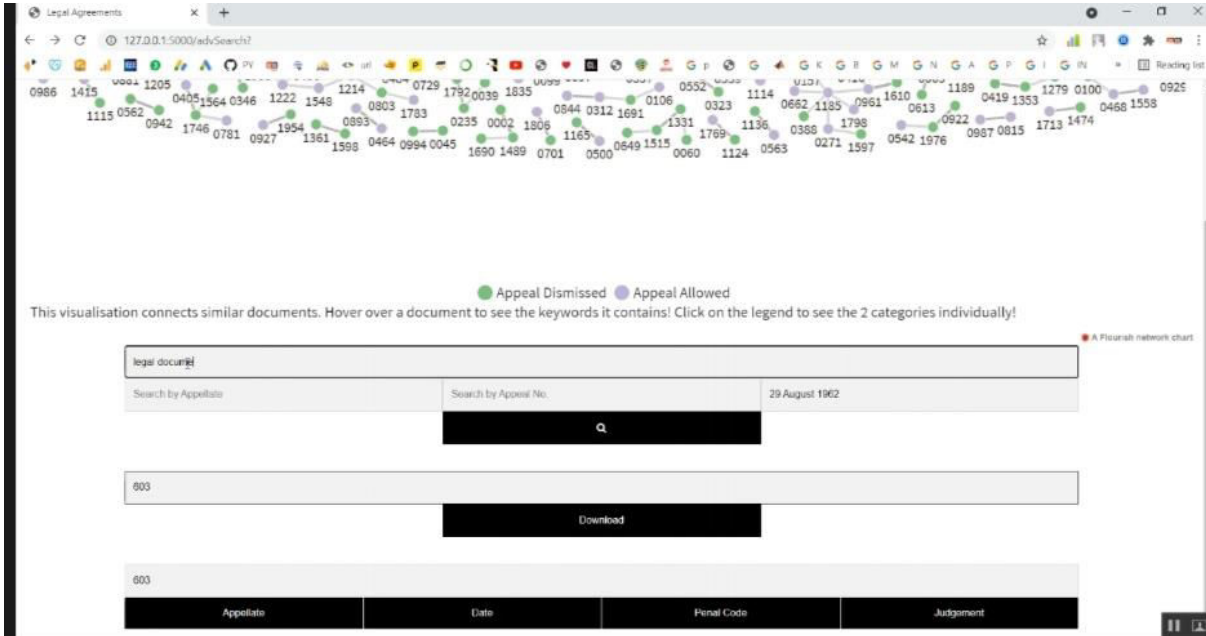 Legal Agreements
127.0.0.1:5000/advSearch?
Reading list
0986 1415 0881 1205 0405 1564 0346 1222 1548 1214 0803 0729 1792 0039 1835 0106 0552 0323 1114 0662 1185 0961 1610 0613 1189 0419 1353 1279 0100 0468 1558 0929
1115 0562 0942 1746 0781 0927 1954 1361 0893 1783 0235 0002 1806 0844 0312 1691 1165 1331 1769 1136 0388 1798 0922 0987 0815 1713 1474
1598 0464 0994 0045 1690 1489 0701 0500 0649 1515 0060 1124 0563 0271 1597 0542 1976
Appeal Dismissed Appeal Allowed
This visualisation connects similar documents. Hover over a document to see the keywords it contains! Click on the legend to see the 2 categories individually!
A Flourish network chart
legal docume
Search by Appellate Search by Appeal No. 29 August 1962
603
Download
603
Appellate Date Penal Code Judgement